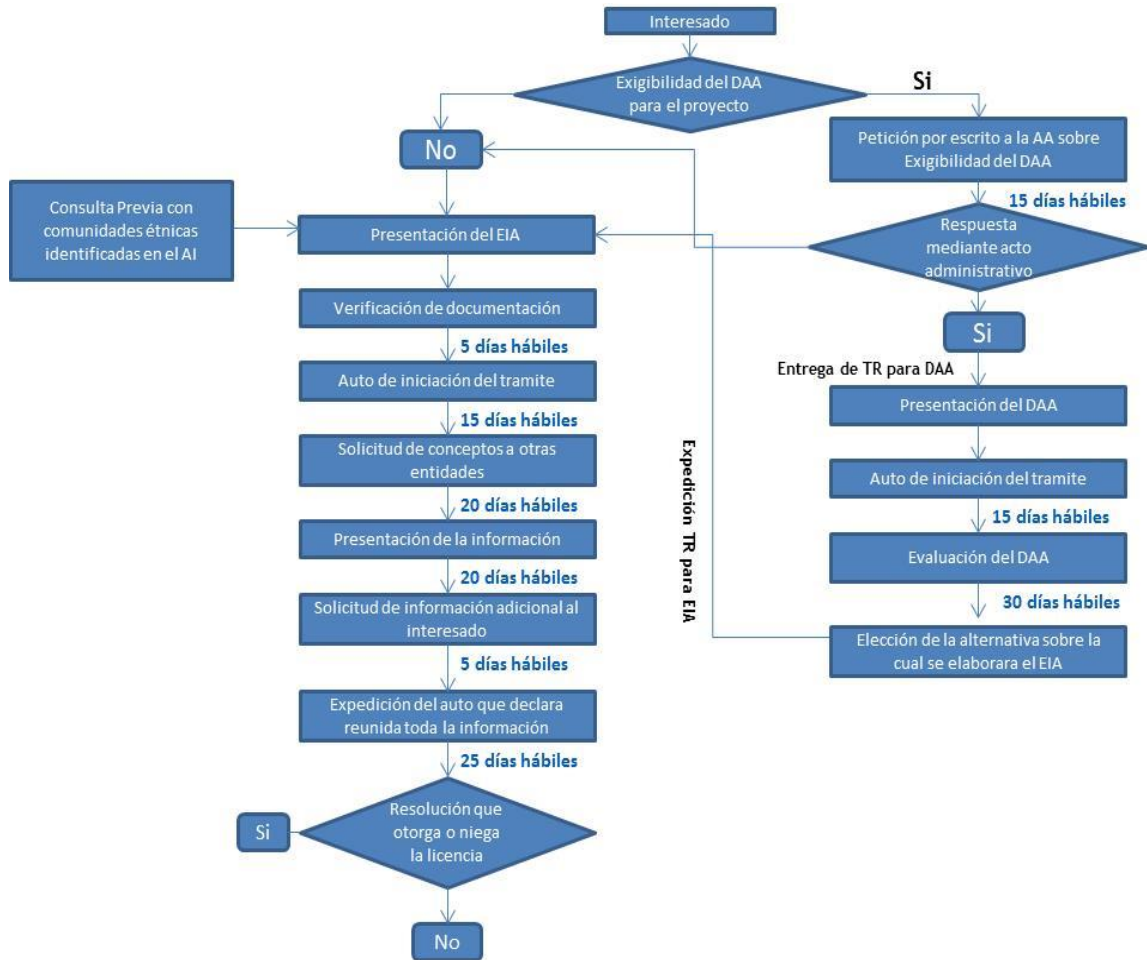 Interesado
Exigibilidad del DAA
para el proyecto
Si
No
Petición por escrito a la AA sobre
Exigibilidad del DAA
15 días hábiles
Consulta Previa con
comunidades étnicas
identificadas en el AI
Presentación del EIA
Respuesta
mediante acto
administrativo
Verificación de documentación
5 días hábiles
Si
Entrega de TR para DAA
Auto de iniciación del tramite
15 días hábiles
Presentación del DAA
Solicitud de conceptos a otras
entidades
20 días hábiles
Auto de iniciación del tramite
15 días hábiles
Expedición TR para EIA
Presentación de la información
20 días hábiles
Evaluación del DAA
30 días hábiles
Solicitud de información adicional al
interesado
5 días hábiles
Elección de la alternativa sobre la
cual se elaborara el EIA
Expedición del auto que declara
reunida toda la información
25 días hábiles
Resolución que
otorga o niega
la licencia
Si
No